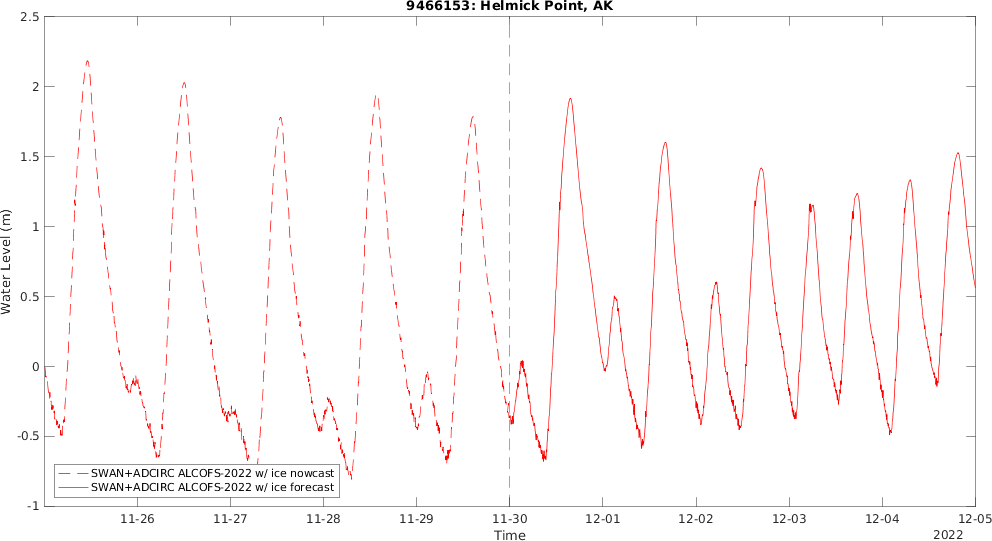 9466153: Helmick Point, AK
2.5
2
1.5
1
0.5
0
-0.5
-1
Water Level (m)
SWAN+ADCIRC ALCOFS-2022 w/ ice nowcast
SWAN+ADCIRC ALCOFS-2022 w/ ice forecast
11-26 11-27 11-28 11-29 11-30 12-01 12-02 12-03 12-04 12-05
Time
2022